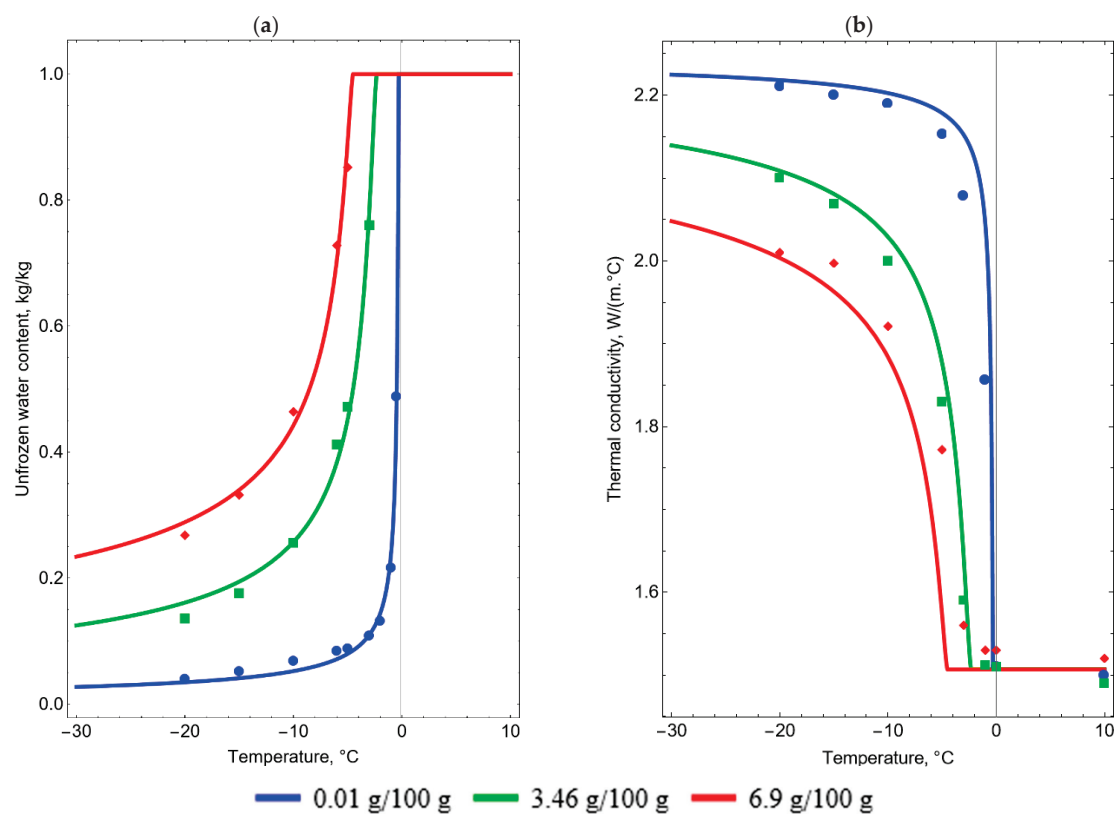 (a)
(b)
Unfrozen water content, kg/kg
1.0
0.8
0.6
0.4
0.2
0.0
−30
−20
−10
0
10
Temperature, °C
Thermal conductivity, W/(m.°C)
2.2
2.0
1.8
1.6
−30
−20
−10
0
10
Temperature, °C
0.01 g/100 g
3.46 g/100 g
6.9 g/100 g